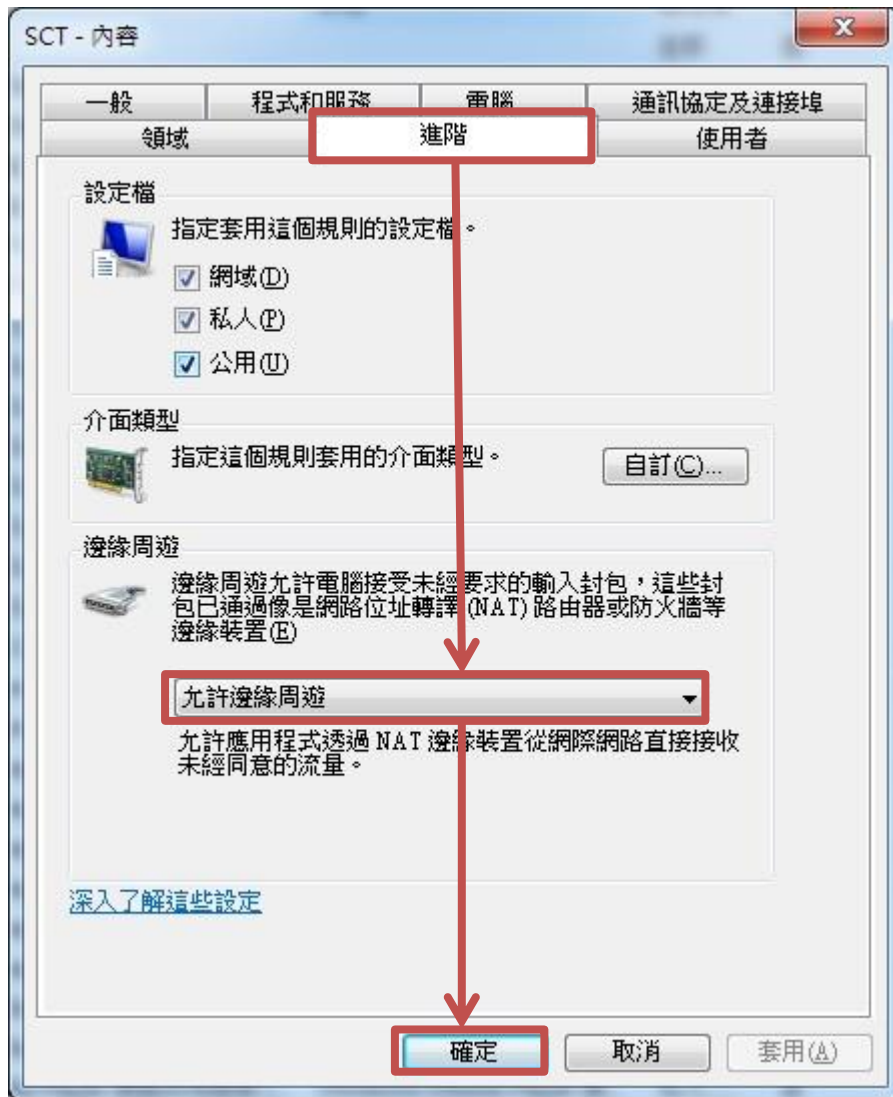 SCT - 內容
一般 程式和服務 電腦 通訊協定及連接埠
領域 進階 使用者
設定檔
指定套用這個規則的設定檔。
網域(D)
私人(P)
公用(U)
介面類型
指定這個規則套用的介面類型。 自訂(C)...
邊緣周遊
邊緣周遊允許電腦接受未經要求的輸入封包，這些封
包已通過像是網路位址轉譯 (NAT) 路由器或防火牆等
邊緣裝置(E)
允許邊緣周遊
允許應用程式透過 NAT 邊緣裝置從網際網路直接接收
未經同意的流量。
深入了解這些設定
確定 取消 套用(A)